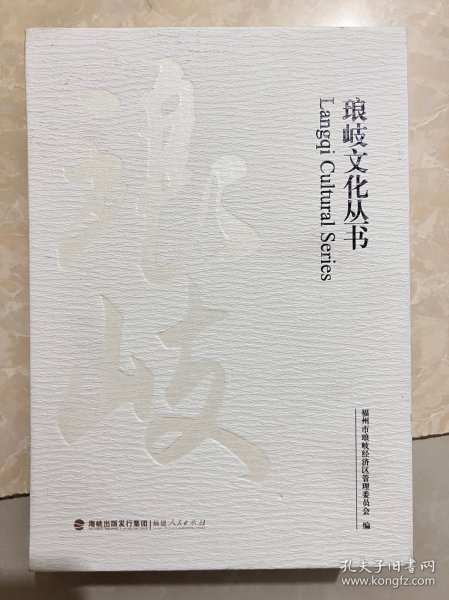 琅岐
琅岐文化丛书
Langqi Cultural Series
福州市琅岐经济区管理委员会 编
海峡出版发行集团 | 福建人民出版社
孔夫子旧书网
www.kongfz.com